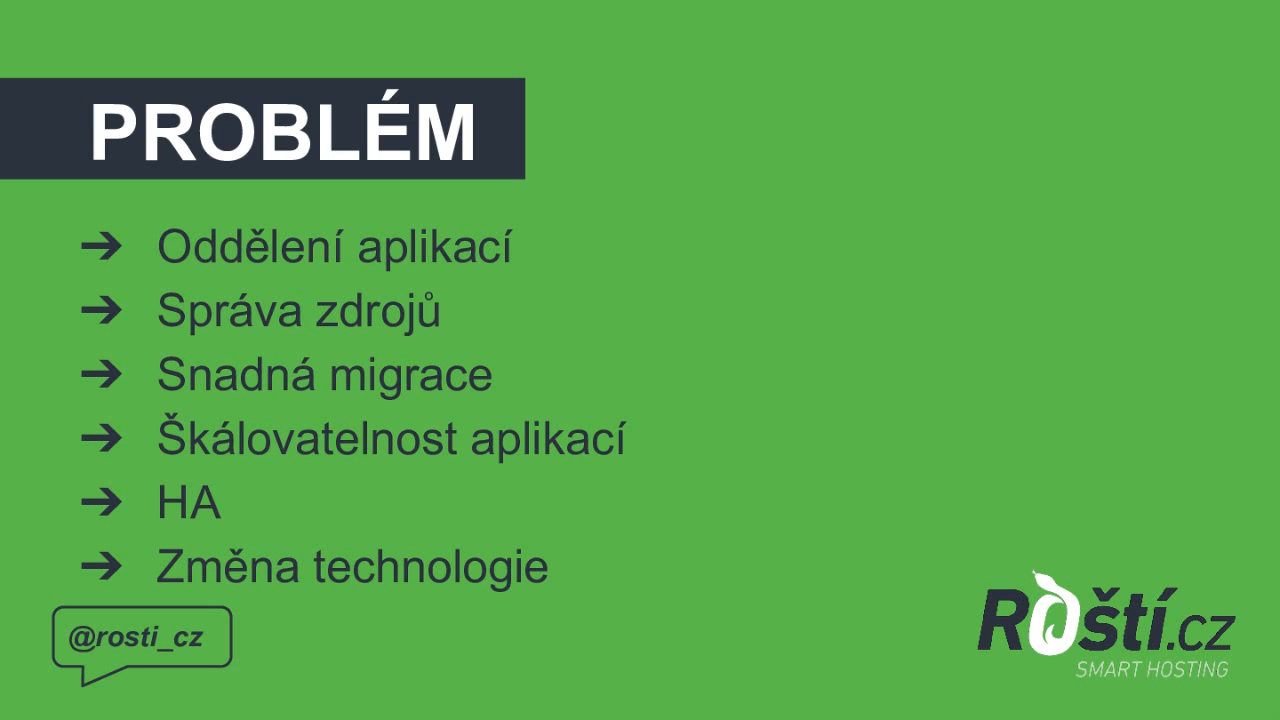 PROBLÉM
➔ Oddělení aplikací
➔ Správa zdrojů
➔ Snadná migrace
➔ Škálovatelnost aplikací
➔ HA
➔ Změna technologie
@rosti_cz
Roští.cz
SMART HOSTING